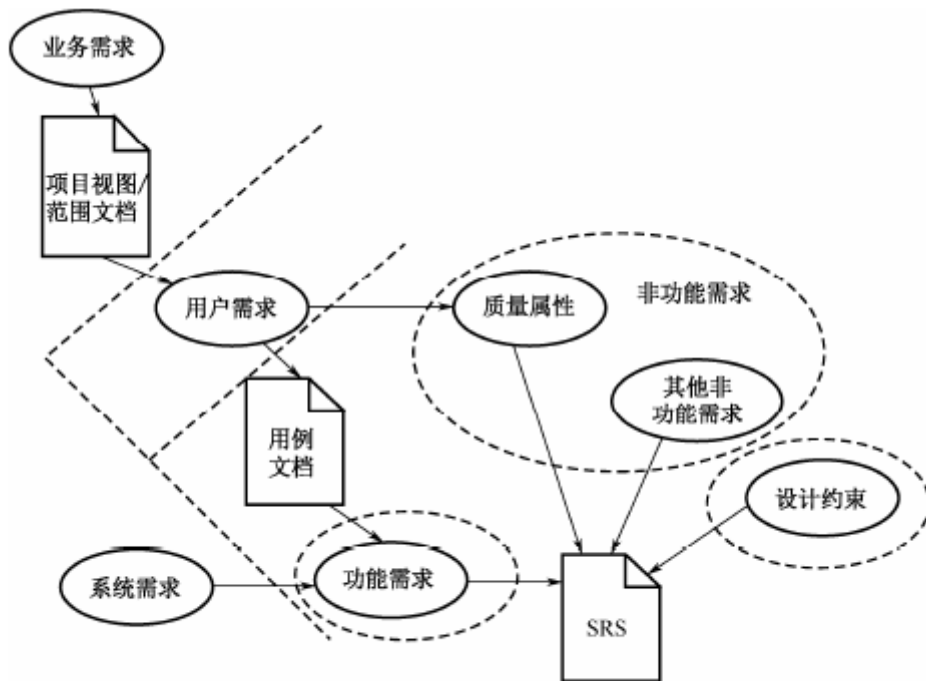 业务需求
项目视图/
范围文档
用户需求
质量属性
非功能需求
其他非
功能需求
用例
文档
设计约束
系统需求
功能需求
SRS